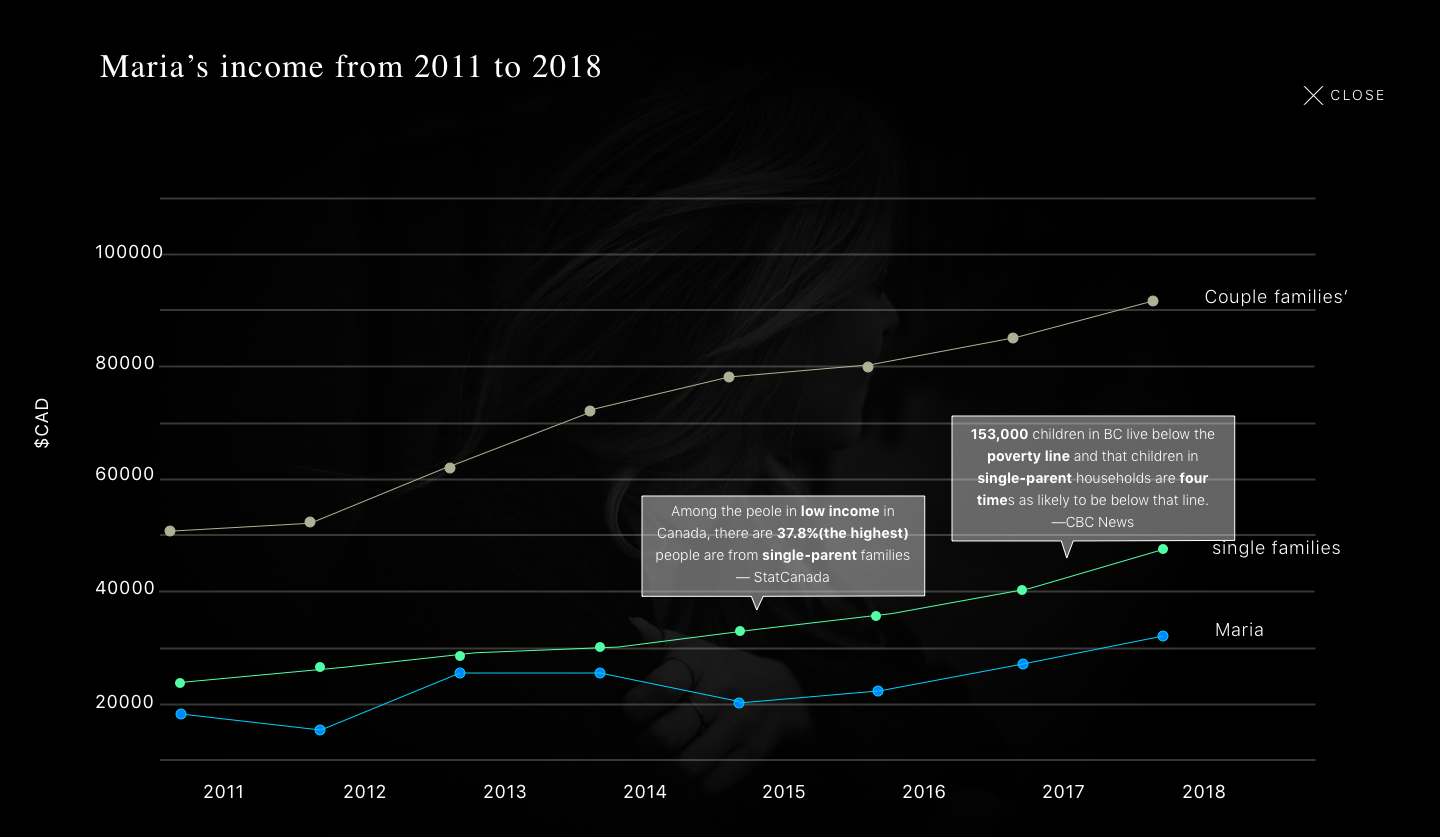 Maria’s income from 2011 to 2018
CLOSE
100000
80000
60000
40000
20000
$CAD
Couple families’
153,000 children in BC live below the
poverty line and that children in
single-parent households are four
times as likely to be below that line.
—CBC News
Among the peole in low income in
Canada, there are 37.8%(the highest)
people are from single-parent families
— StatCanada
single families
Maria
2011 2012 2013 2014 2015 2016 2017 2018